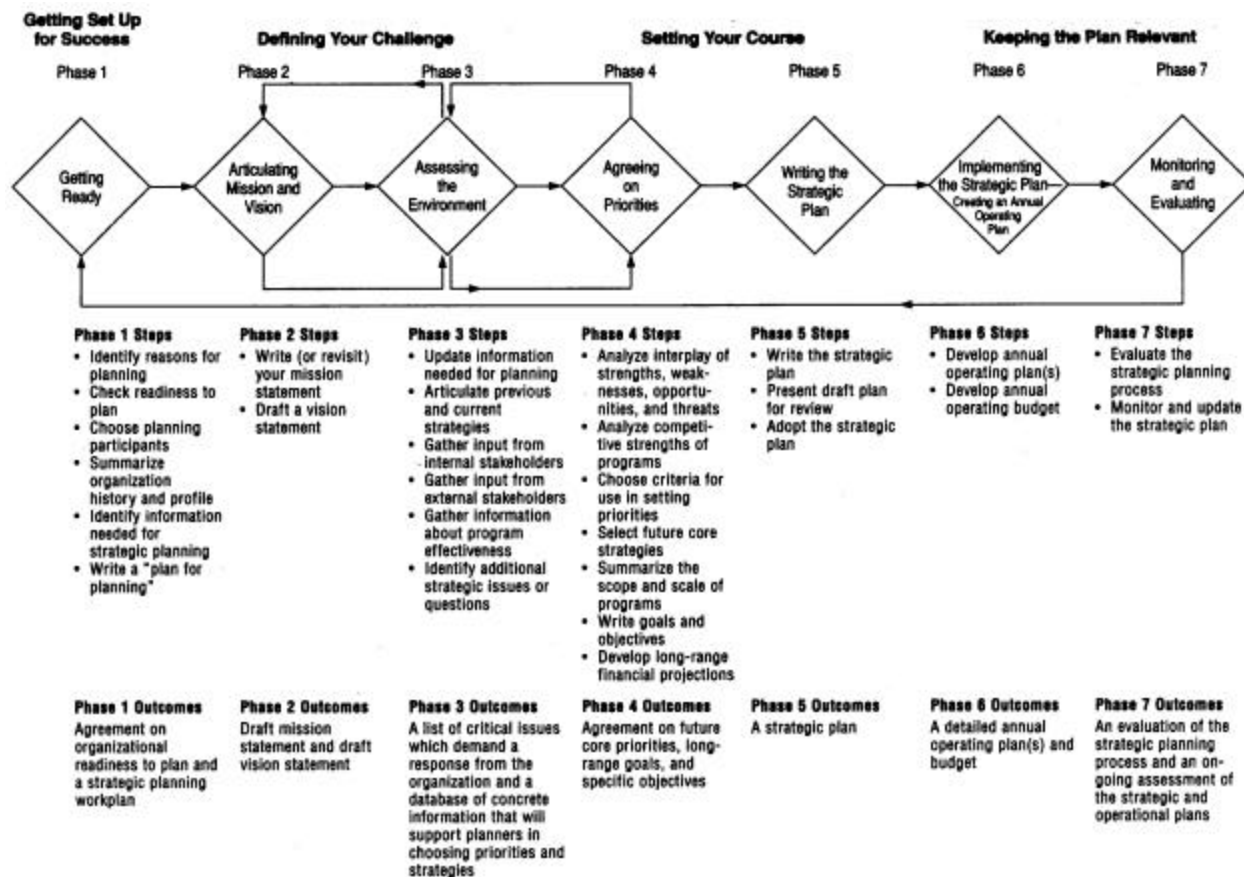 Getting Set Up
for Success
Defining Your Challenge
Setting Your Course
Keeping the Plan Relevant
Phase 1
Phase 2
Phase 3
Phase 4
Phase 5
Phase 6
Phase 7
Getting
Ready
Articulating
Mission and
Vision
Assessing
the
Environment
Agreeing
on
Priorities
Writing the
Strategic
Plan
Implementing
the Strategic Plan—
Creating an Annual
Operating
Plan
Monitoring
and
Evaluating
Phase 1 Steps
• Identify reasons for
planning
• Check readiness to
plan
• Choose planning
participants
• Summarize
organization
history and profile
• Identify information
needed for
strategic planning
• Write a "plan for
planning"
Phase 2 Steps
• Write (or revisit)
your mission
statement
• Draft a vision
statement
Phase 3 Steps
• Update information
needed for planning
• Articulate previous
and current
strategies
• Gather input from
internal stakeholders
• Gather input from
external stakeholders
• Gather information
about program
effectiveness
• Identify additional
strategic issues or
questions
Phase 4 Steps
• Analyze interplay of
strengths, weak-
nesses, opportu-
nities, and threats
• Analyze competi-
tive strengths of
programs
• Choose criteria for
use in setting
priorities
• Select future core
strategies
• Summarize the
scope and scale of
programs
• Write goals and
objectives
• Develop long-range
financial projections
Phase 5 Steps
• Write the strategic
plan
• Present draft plan
for review
• Adopt the strategic
plan
Phase 6 Steps
• Develop annual
operating plan(s)
• Develop annual
operating budget
Phase 7 Steps
• Evaluate the
strategic planning
process
• Monitor and update
the strategic plan
Phase 1 Outcomes
Agreement on
organizational
readiness to plan and
a strategic planning
workplan
Phase 2 Outcomes
Draft mission
statement and draft
vision statement
Phase 3 Outcomes
A list of critical issues
which demand a
response from the
organization and a
database of concrete
information that will
support planners in
choosing priorities and
strategies
Phase 4 Outcomes
Agreement on future
core priorities, long-
range goals, and
specific objectives
Phase 5 Outcomes
A strategic plan
Phase 6 Outcomes
A detailed annual
operating plan(s) and
budget
Phase 7 Outcomes
An evaluation of the
strategic planning
process and an on-
going assessment of
the strategic and
operational plans